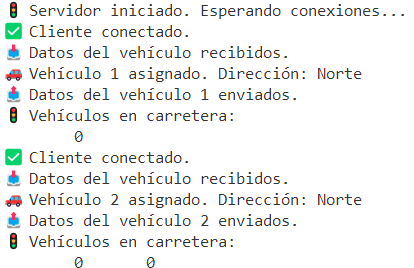 🚦 Servidor iniciado. Esperando conexiones...
✅ Cliente conectado.
📥 Datos del vehículo recibidos.
🚗 Vehículo 1 asignado. Dirección: Norte
📤 Datos del vehículo 1 enviados.
🚦 Vehículos en carretera:
0
✅ Cliente conectado.
📥 Datos del vehículo recibidos.
🚗 Vehículo 2 asignado. Dirección: Norte
📤 Datos del vehículo 2 enviados.
🚦 Vehículos en carretera:
0 0